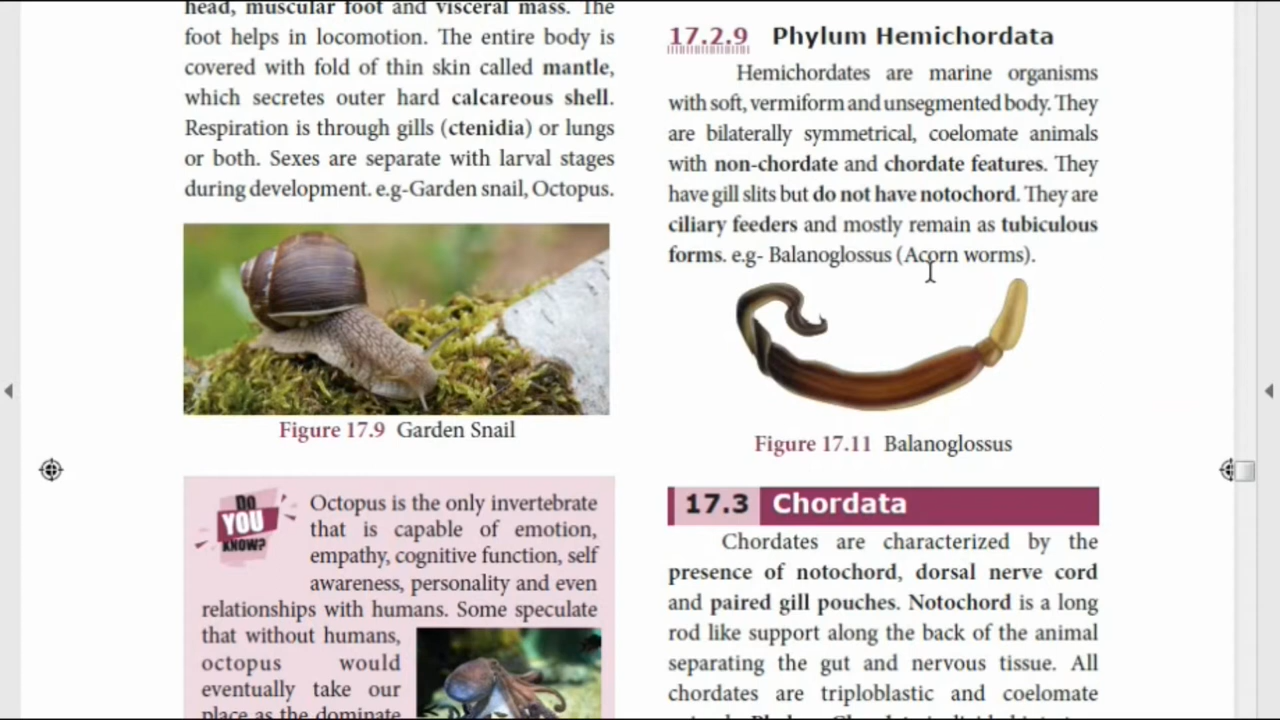 head, muscular foot and visceral mass. The
foot helps in locomotion. The entire body is
covered with fold of thin skin called mantle,
which secretes outer hard calcareous shell.
Respiration is through gills (ctenidia) or lungs
or both. Sexes are separate with larval stages
during development. e.g-Garden snail, Octopus.
Figure 17.9 Garden Snail
DO
YOU
KNOW?
Octopus is the only invertebrate
that is capable of emotion,
empathy, cognitive function, self
awareness, personality and even
relationships with humans. Some speculate
that without humans,
octopus would
eventually take our
place as the dominate
17.2.9 Phylum Hemichordata
Hemichordates are marine organisms
with soft, vermiform and unsegmented body. They
are bilaterally symmetrical, coelomate animals
with non-chordate and chordate features. They
have gill slits but do not have notochord. They are
ciliary feeders and mostly remain as tubiculous
forms. e.g- Balanoglossus (Acorn worms).
Figure 17.11 Balanoglossus
17.3 Chordata
Chordates are characterized by the
presence of notochord, dorsal nerve cord
and paired gill pouches. Notochord is a long
rod like support along the back of the animal
separating the gut and nervous tissue. All
chordates are triploblastic and coelomate